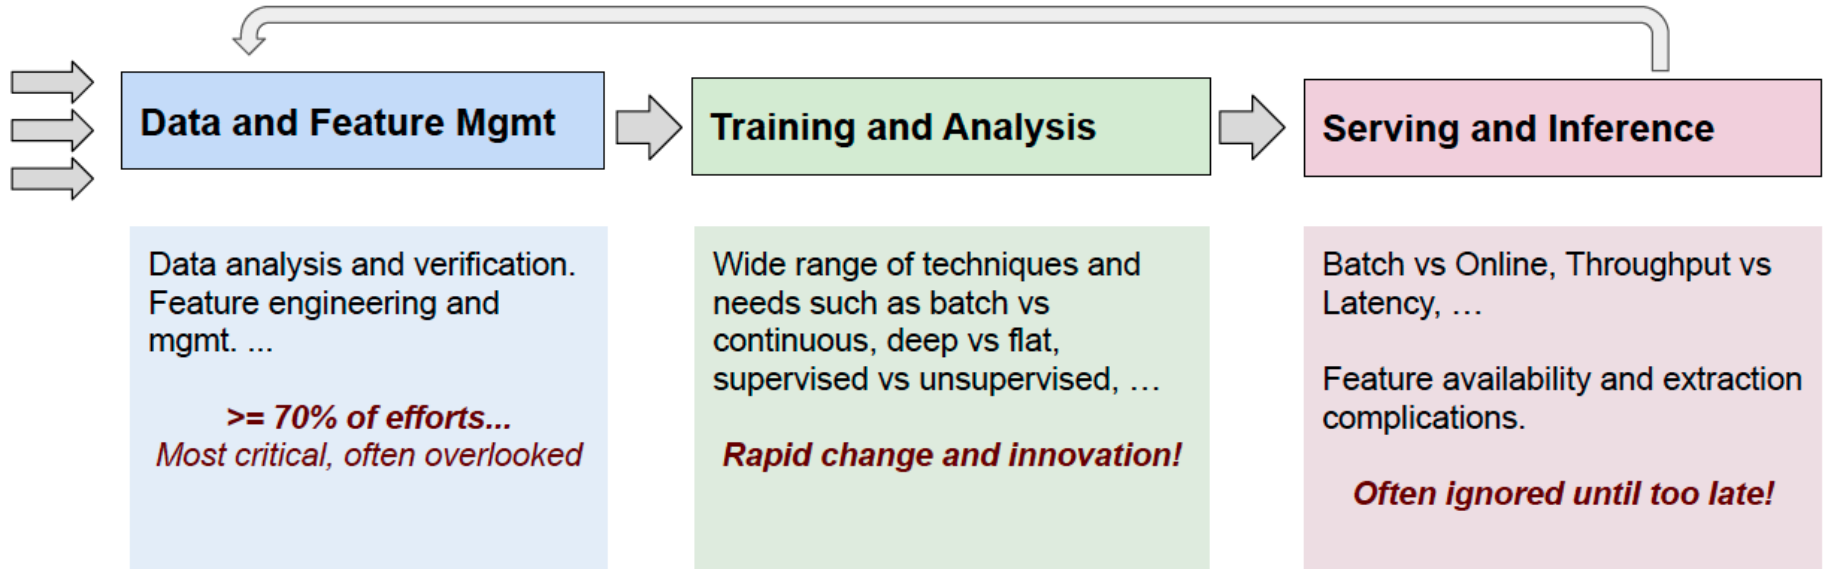 Data and Feature Mgmt
Training and Analysis
Serving and Inference
Data analysis and verification.
Feature engineering and
mgmt. ...
>= 70% of efforts...
Most critical, often overlooked
Wide range of techniques and
needs such as batch vs
continuous, deep vs flat,
supervised vs unsupervised, …
Rapid change and innovation!
Batch vs Online, Throughput vs
Latency, …
Feature availability and extraction
complications.
Often ignored until too late!